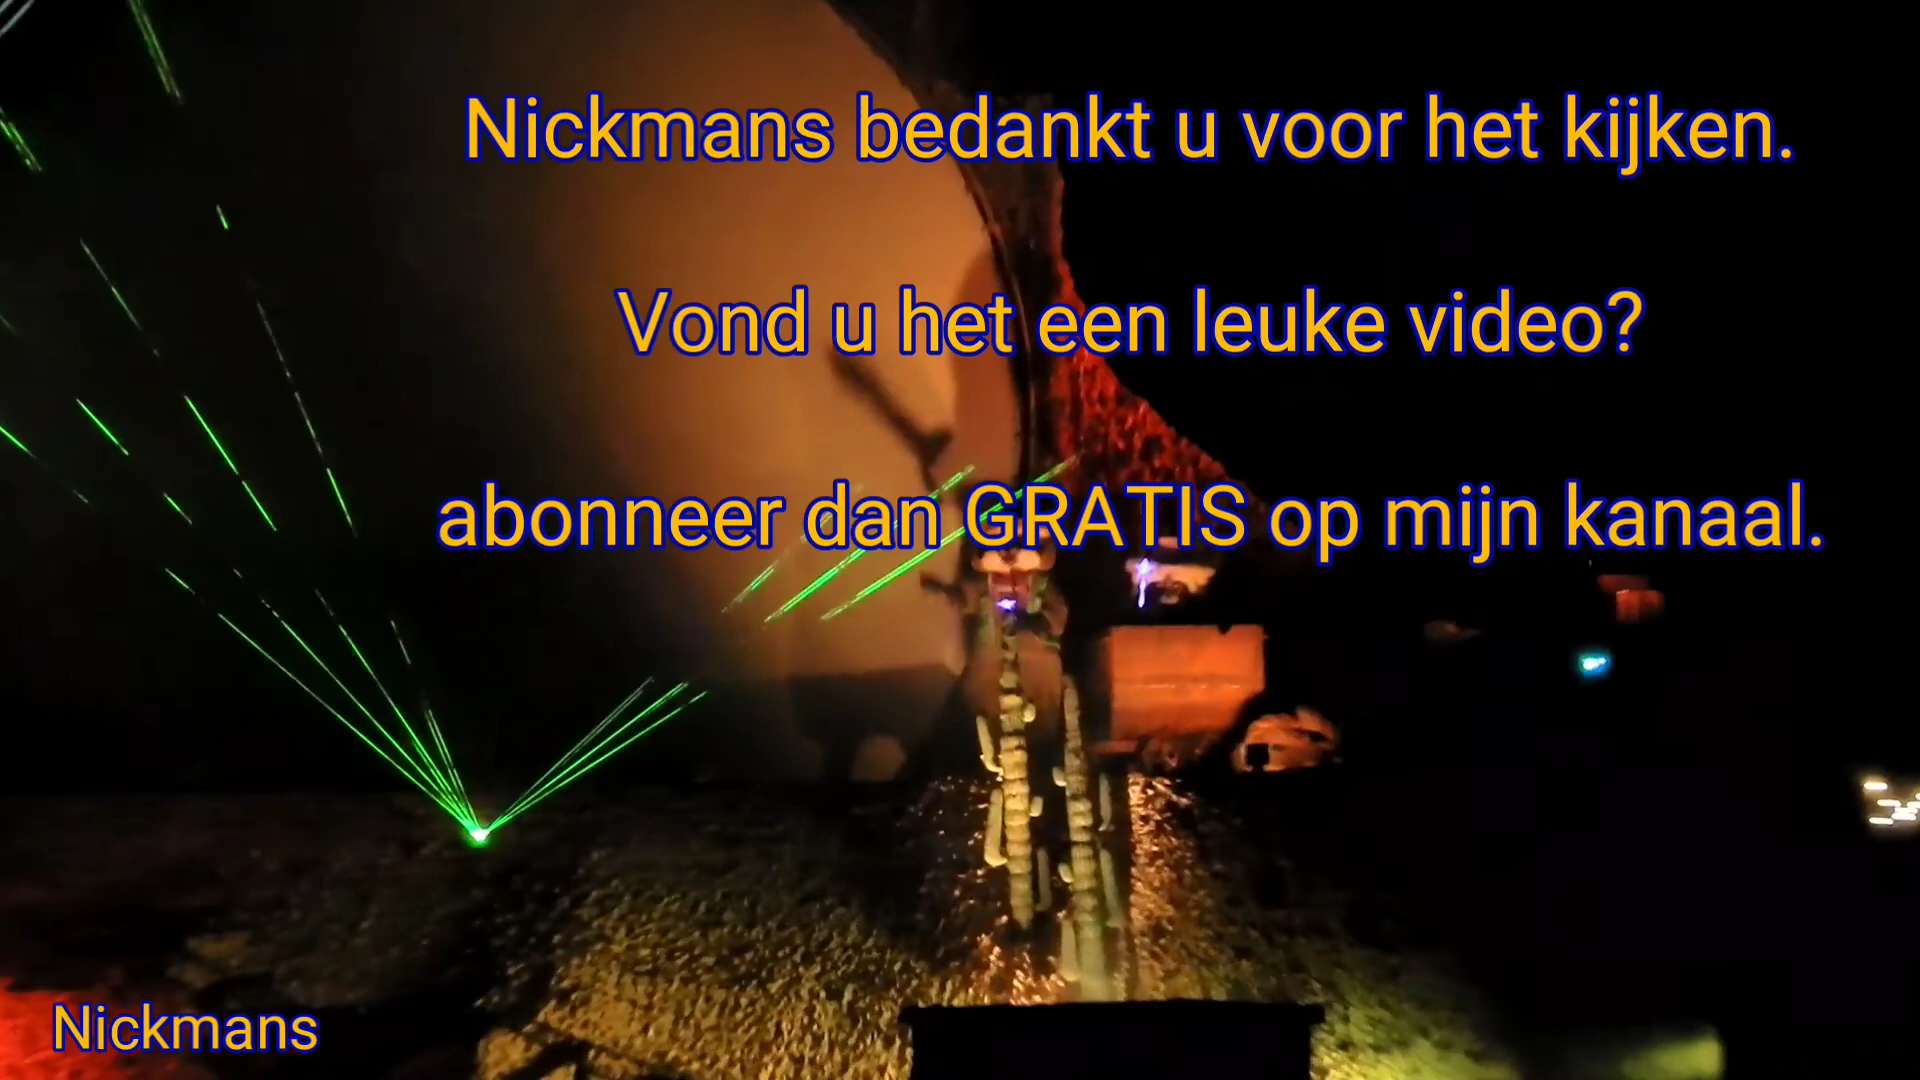 Nickmans bedankt u voor het kijken.
Vond u het een leuke video?
abonneer dan GRATIS op mijn kanaal.
Nickmans